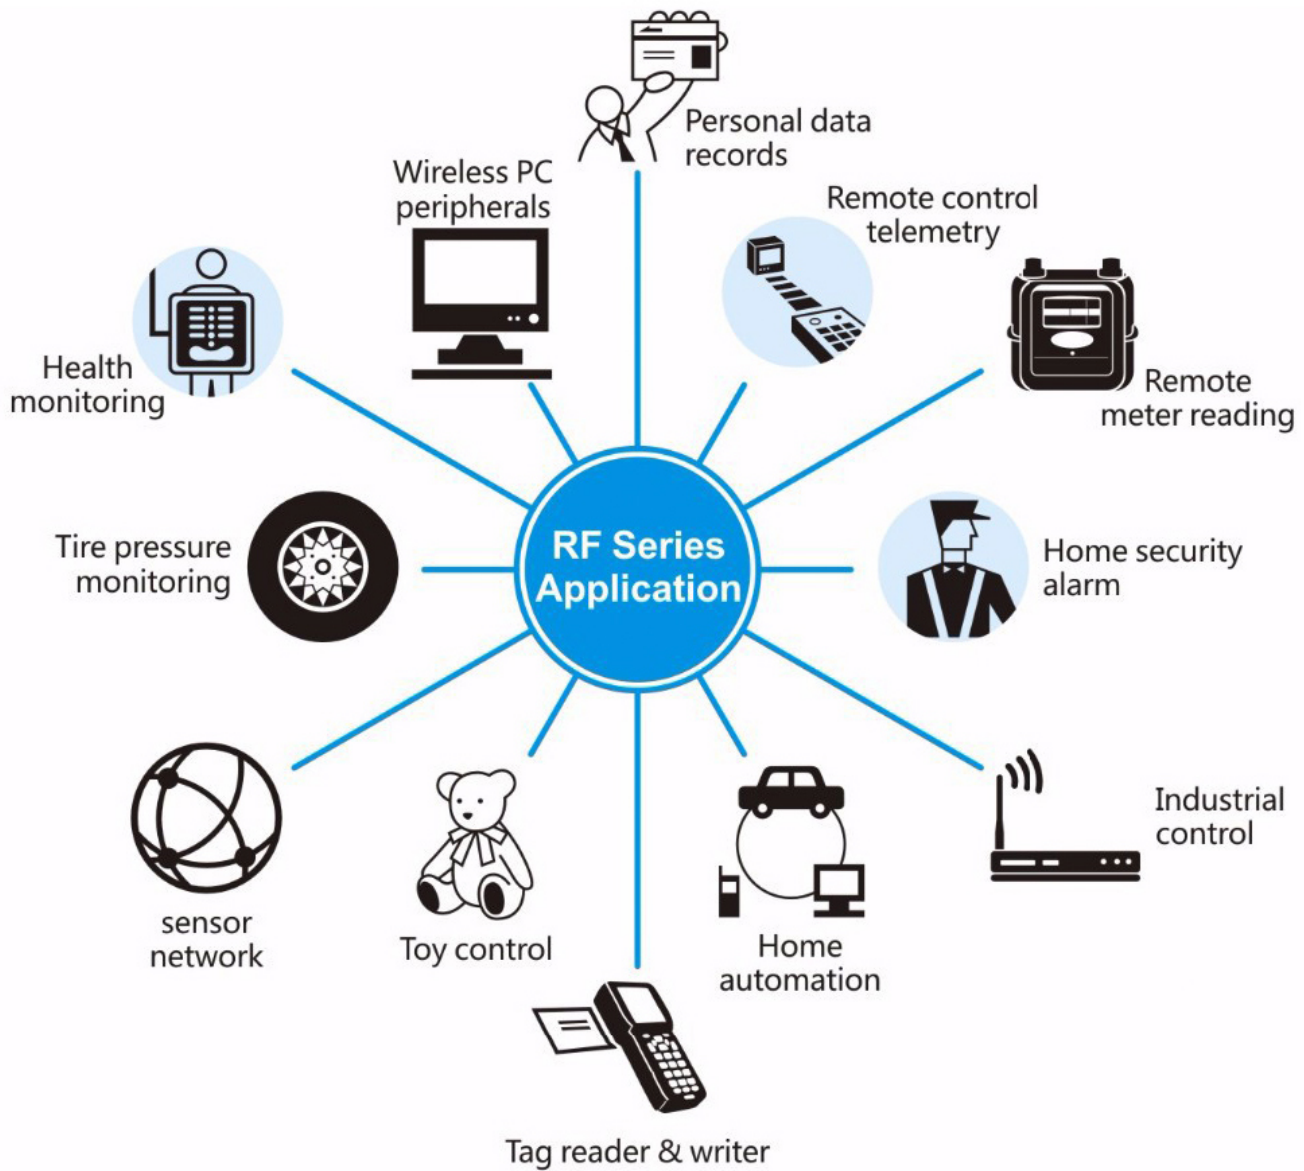 Personal data
records
Wireless PC
peripherals
Remote control
telemetry
Health
monitoring
Remote
meter reading
Tire pressure
monitoring
RF Series
Application
Home security
alarm
Industrial
control
sensor
network
Toy control
Home
automation
Tag reader & writer